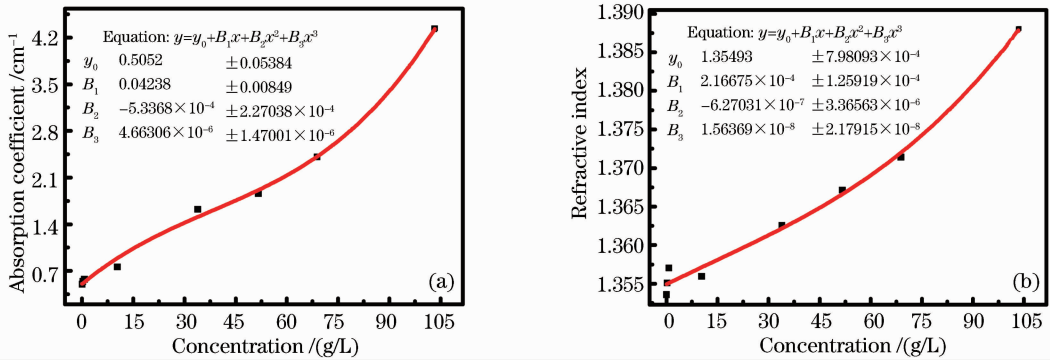 Absorption coefficient /cm⁻¹
4.2
3.5
2.8
2.1
1.4
0.7
Equation: y=y₀+B₁x+B₂x²+B₃x³
y₀ 0.5052 ±0.05384
B₁ 0.04238 ±0.00849
B₂ −5.3368×10⁻⁴ ±2.27038×10⁻⁴
B₃ 4.66306×10⁻⁶ ±1.47001×10⁻⁶
(a)
0 15 30 45 60 75 90 105
Concentration /(g/L)
Refractive index
1.390
1.385
1.380
1.375
1.370
1.365
1.360
1.355
Equation: y=y₀+B₁x+B₂x²+B₃x³
y₀ 1.35493 ±7.98093×10⁻⁴
B₁ 2.16675×10⁻⁴ ±1.25919×10⁻⁴
B₂ −6.27031×10⁻⁷ ±3.36563×10⁻⁶
B₃ 1.56369×10⁻⁸ ±2.17915×10⁻⁸
(b)
0 15 30 45 60 75 90 105
Concentration /(g/L)